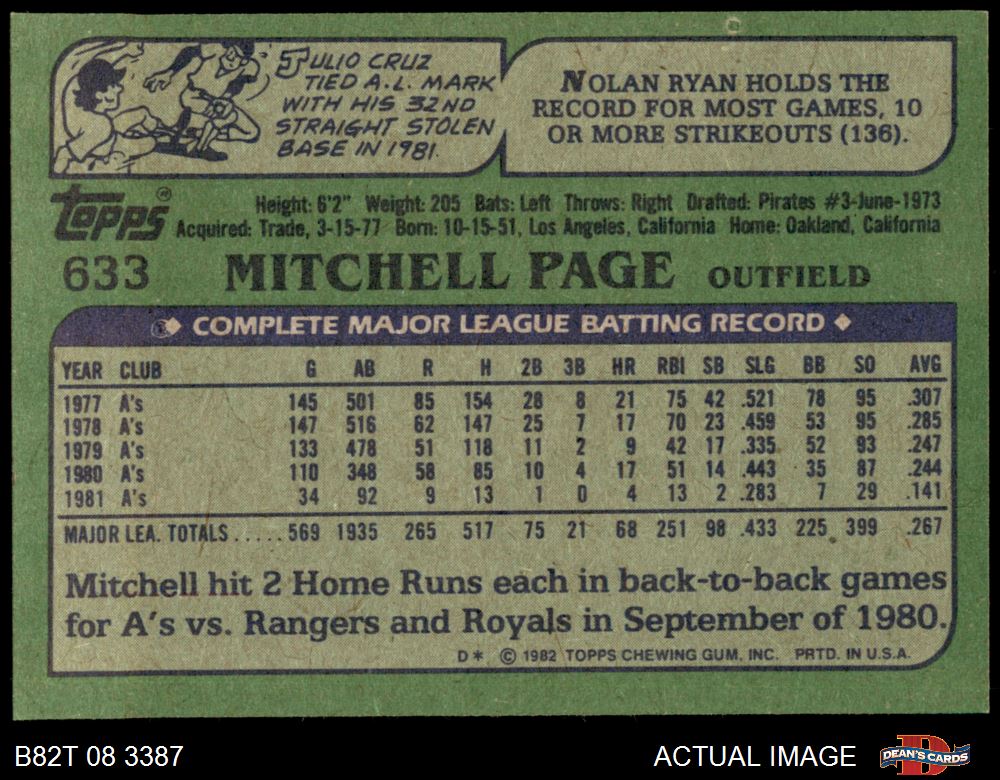 JULIO CRUZ
TIED A.L. MARK
WITH HIS 32ND
STRAIGHT STOLEN
BASE IN 1981.
NOLAN RYAN HOLDS THE
RECORD FOR MOST GAMES, 10
OR MORE STRIKEOUTS (136).
TOPPS®
Height: 6'2" Weight: 205 Bats: Left Throws: Right Drafted: Pirates #3-June-1973
Acquired: Trade, 3-15-77 Born: 10-15-51, Los Angeles, California Home: Oakland, California
633 MITCHELL PAGE OUTFIELD
COMPLETE MAJOR LEAGUE BATTING RECORD
YEAR CLUB G AB R H 2B 3B HR RBI SB SLG BB SO AVG
1977 A's 145 501 85 154 28 8 21 75 42 .521 78 95 .307
1978 A's 147 516 62 147 25 7 17 70 23 .459 53 95 .285
1979 A's 133 478 51 118 11 2 9 42 17 .335 52 93 .247
1980 A's 110 348 58 85 10 4 17 51 14 .443 35 87 .244
1981 A's 34 92 9 13 1 0 4 13 2 .283 7 29 .141
MAJOR LEA. TOTALS ..... 569 1935 265 517 75 21 68 251 98 .433 225 399 .267
Mitchell hit 2 Home Runs each in back-to-back games
for A's vs. Rangers and Royals in September of 1980.
D* © 1982 TOPPS CHEWING GUM, INC. PRTD. IN U.S.A.
B82T 08 3387
ACTUAL IMAGE
DEAN'S CARDS